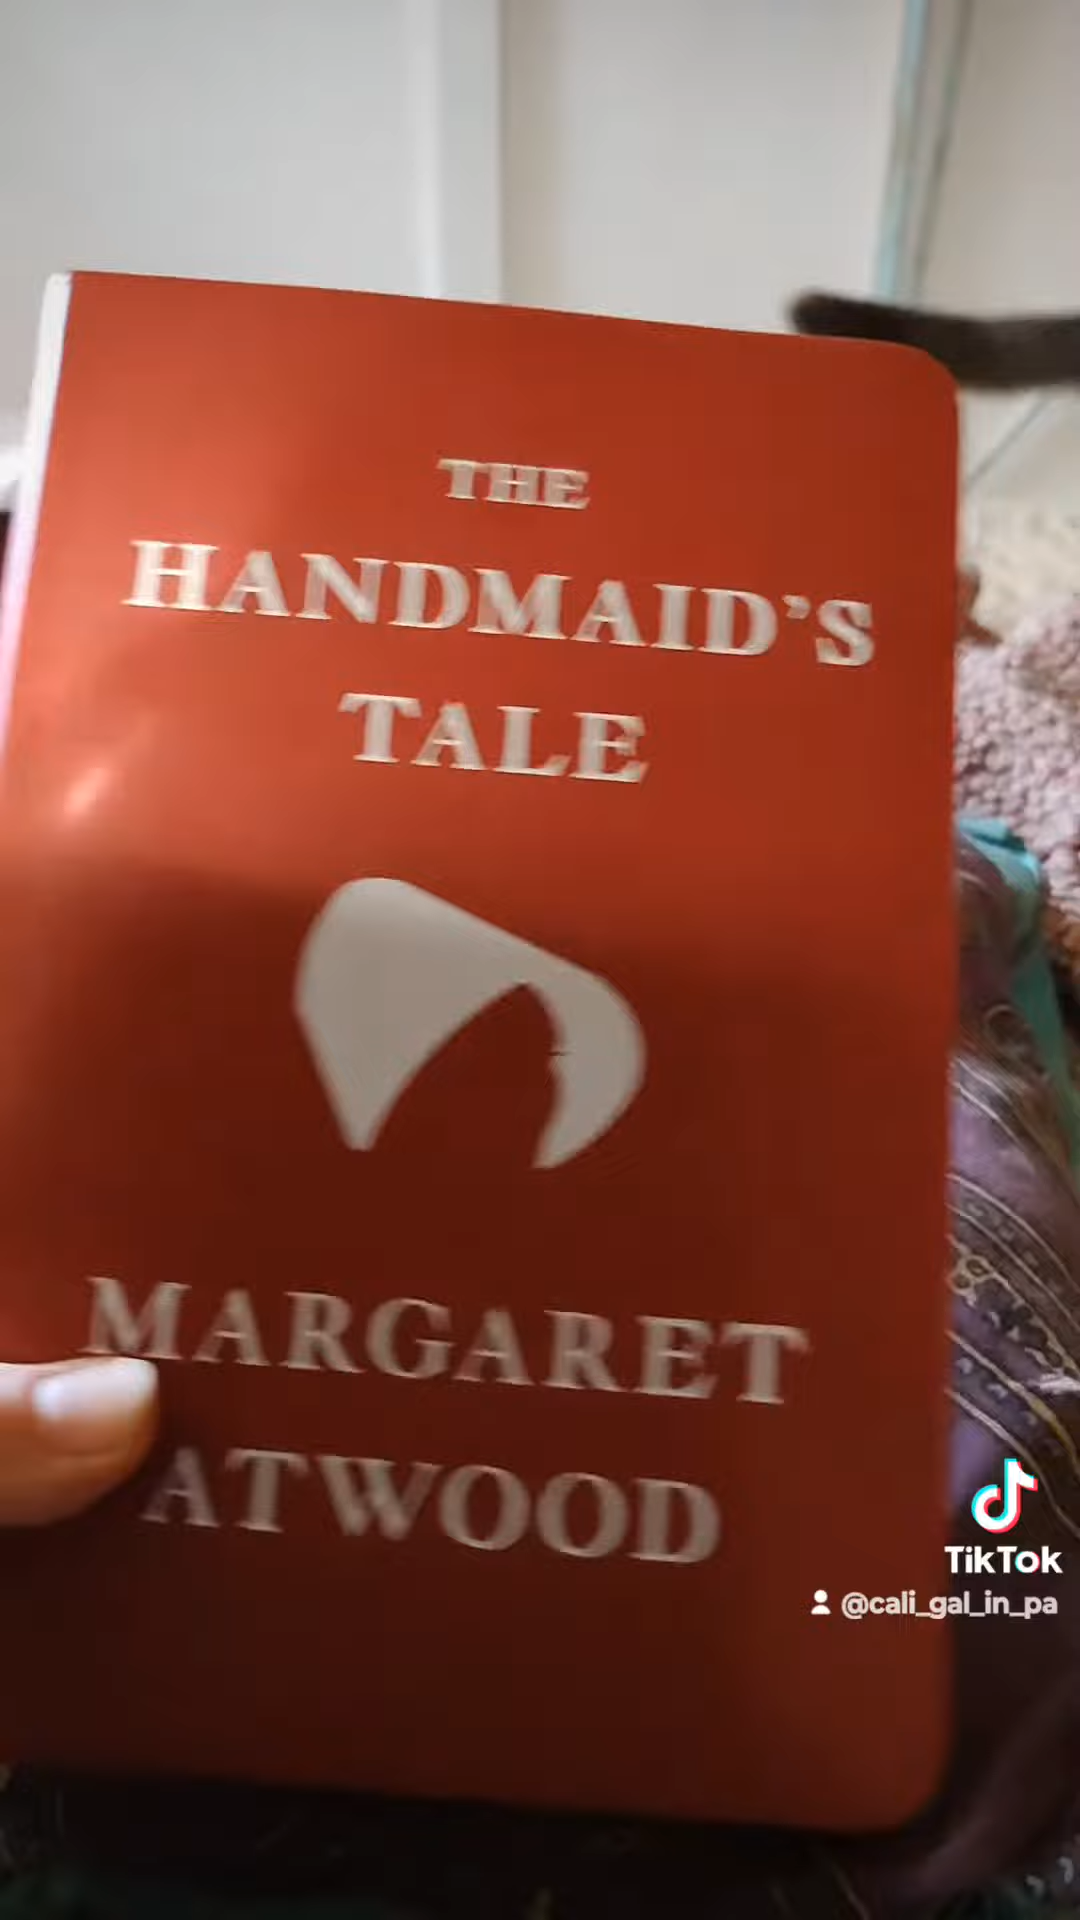 THE
HANDMAID’S
TALE
MARGARET
ATWOOD
TikTok
@cali_gal_in_pa